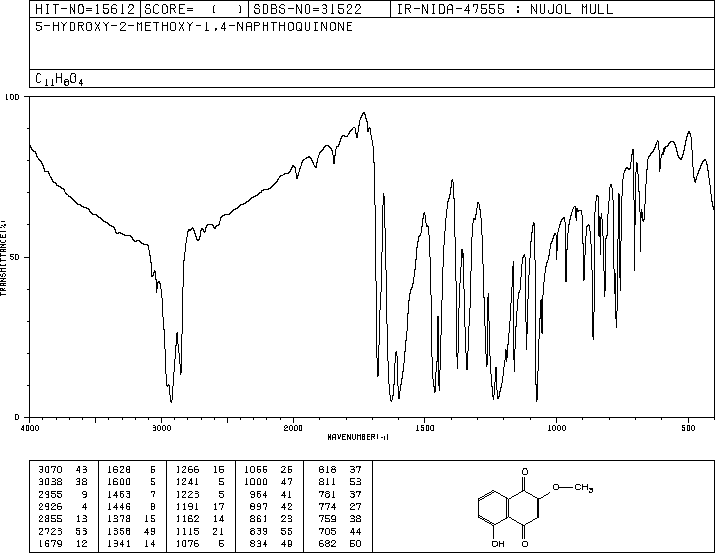 HIT-NO=15612 SCORE= ( ) SDBS-NO=31522 IR-NIDA-47555 : NUJOL MULL
5-HYDROXY-2-METHOXY-1,4-NAPHTHOQUINONE
C11H8O4
100
50
0
TRANSMITTANCE(%)
4000 3000 2000 1500 1000 500
WAVENUMBER(-1)
O
O—CH3
OH O
3070 43 1628 5 1266 15 1055 25 818 37
3038 38 1600 5 1241 5 1000 47 811 53
2955 9 1463 7 1223 5 964 41 781 37
2926 4 1446 8 1191 17 897 42 774 27
2855 13 1378 15 1162 14 861 23 759 38
2723 53 1358 49 1115 21 839 55 705 44
1679 12 1341 14 1076 5 834 49 682 50